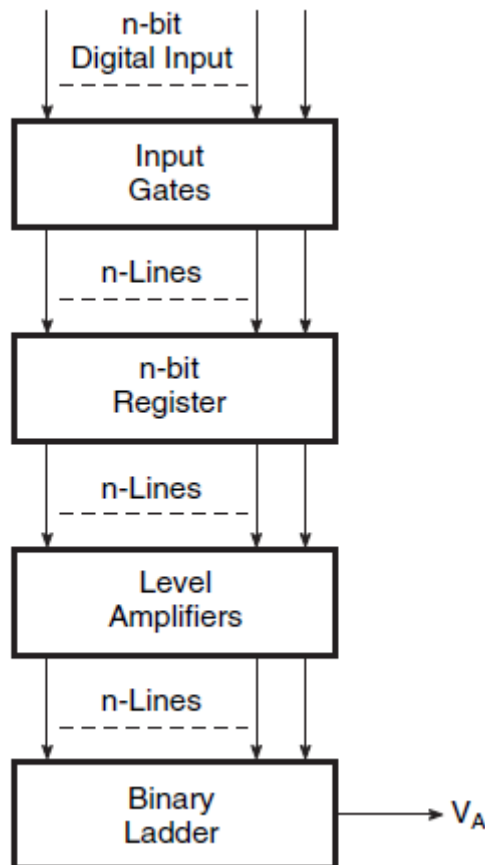 n-bit
Digital Input
Input
Gates
n-Lines
n-bit
Register
n-Lines
Level
Amplifiers
n-Lines
Binary
Ladder
VA